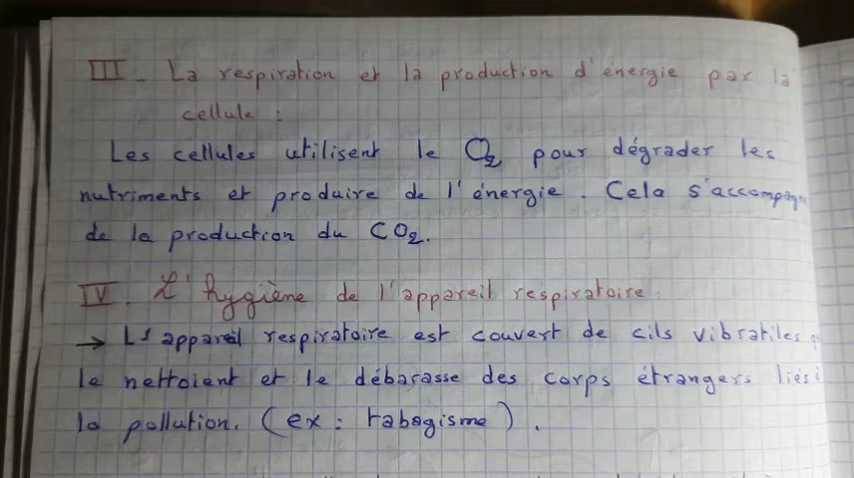 III - La respiration et la production d'énergie par la
cellule :
Les cellules utilisent le O2 pour dégrader les
nutriments et produire de l'énergie. Cela s'accompagne
de la production du CO2.
IV. L'hygiène de l'appareil respiratoire :
→ L'appareil respiratoire est couvert de cils vibratiles
le nettoient et le débarasse des corps étrangers liés à
la pollution. (ex : tabagisme).